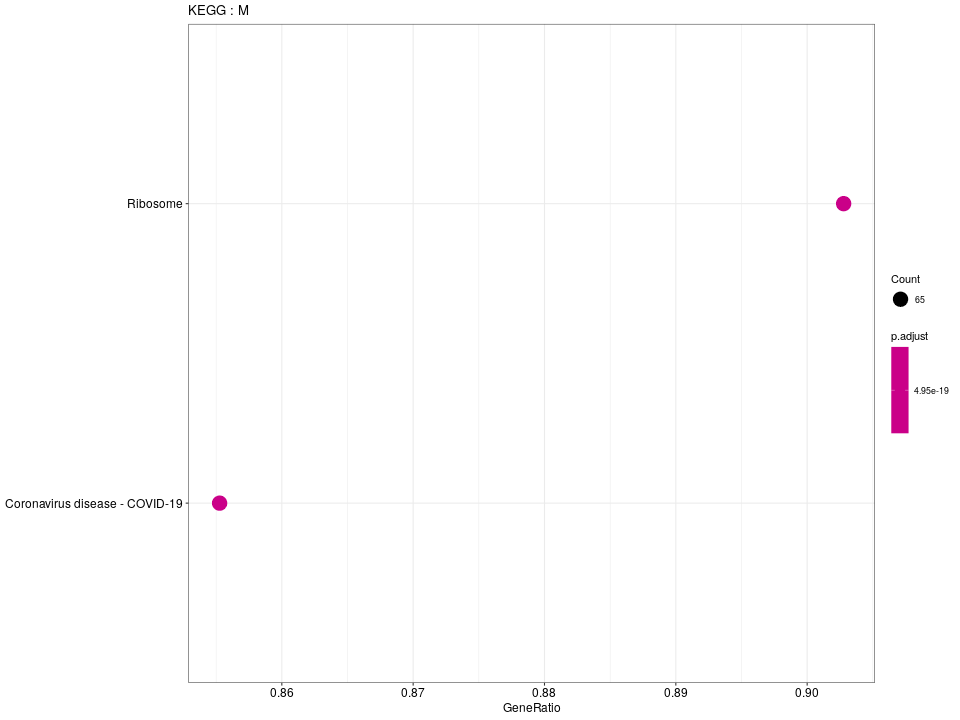 KEGG : M
Ribosome
Coronavirus disease - COVID-19
0.86
0.87
0.88
0.89
0.90
GeneRatio
Count
65
p.adjust
4.95e-19